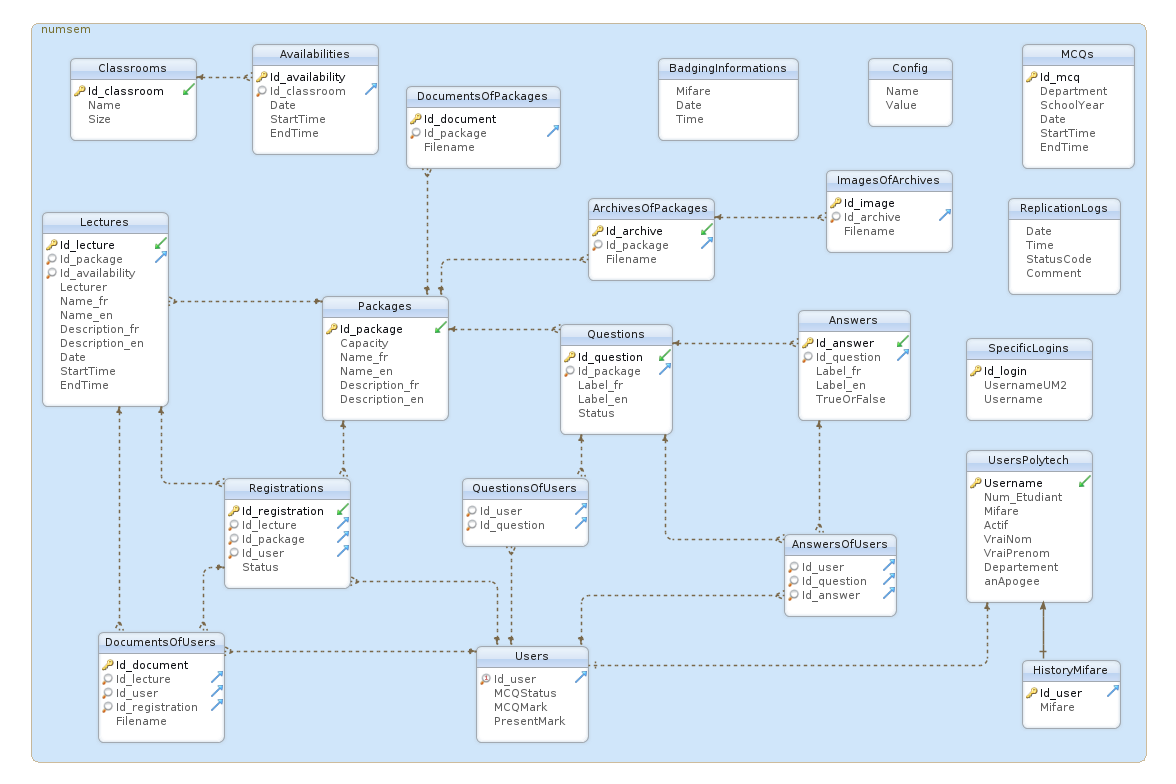 numsem
Classrooms
Id_classroom
Name
Size
Availabilities
Id_availability
Id_classroom
Date
StartTime
EndTime
DocumentsOfPackages
Id_document
Id_package
Filename
BadgingInformations
Mifare
Date
Time
Config
Name
Value
MCQs
Id_mcq
Department
SchoolYear
Date
StartTime
EndTime
Lectures
Id_lecture
Id_package
Id_availability
Lecturer
Name_fr
Name_en
Description_fr
Description_en
Date
StartTime
EndTime
ArchivesOfPackages
Id_archive
Id_package
Filename
ImagesOfArchives
Id_image
Id_archive
Filename
ReplicationLogs
Date
Time
StatusCode
Comment
Packages
Id_package
Capacity
Name_fr
Name_en
Description_fr
Description_en
Questions
Id_question
Id_package
Label_fr
Label_en
Status
Answers
Id_answer
Id_question
Label_fr
Label_en
TrueOrFalse
SpecificLogins
Id_login
UsernameUM2
Username
Registrations
Id_registration
Id_lecture
Id_package
Id_user
Status
QuestionsOfUsers
Id_user
Id_question
AnswersOfUsers
Id_user
Id_question
Id_answer
UsersPolytech
Username
Num_Etudiant
Mifare
Actif
VraiNom
VraiPrenom
Departement
anApogee
DocumentsOfUsers
Id_document
Id_lecture
Id_user
Id_registration
Filename
Users
Id_user
MCQStatus
MCQMark
PresentMark
HistoryMifare
Id_user
Mifare